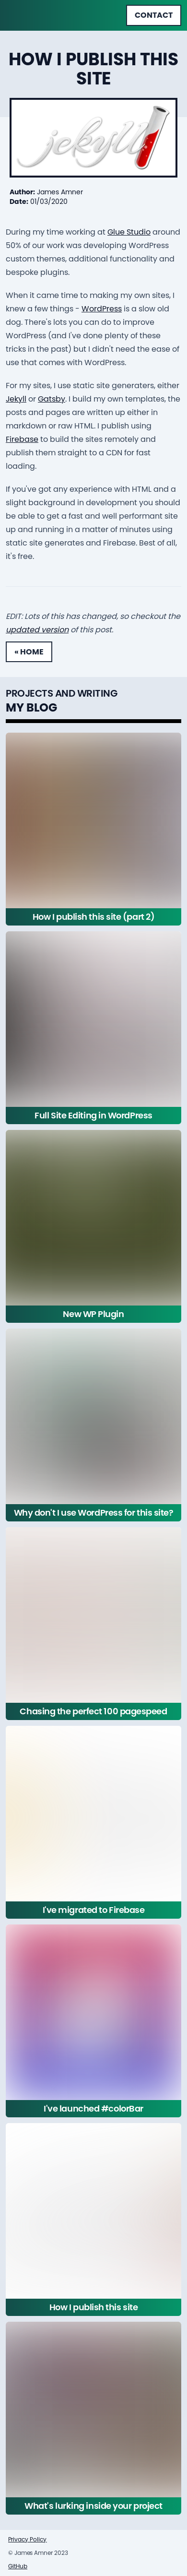 CONTACT
HOW I PUBLISH THIS
SITE
jekyll
Author: James Amner
Date: 01/03/2020
During my time working at Glue Studio around
50% of our work was developing WordPress
custom themes, additional functionality and
bespoke plugins.
When it came time to making my own sites, I
knew a few things - WordPress is a slow old
dog. There's lots you can do to improve
WordPress (and I've done plenty of these
tricks in the past) but I didn't need the ease of
use that comes with WordPress.
For my sites, I use static site generators, either
Jekyll or Gatsby. I build my own templates, the
posts and pages are written up either in
markdown or raw HTML. I publish using
Firebase to build the sites remotely and
publish them straight to a CDN for fast
loading.
If you've got any experience with HTML and a
slight background in development you should
be able to get a fast and well performant site
up and running in a matter of minutes using
static site generates and Firebase. Best of all,
it's free.
EDIT: Lots of this has changed, so checkout the
updated version of this post.
« HOME
PROJECTS AND WRITING
MY BLOG
How I publish this site (part 2)
Full Site Editing in WordPress
New WP Plugin
Why don't I use WordPress for this site?
Chasing the perfect 100 pagespeed
I've migrated to Firebase
I've launched #colorBar
How I publish this site
What's lurking inside your project
Privacy Policy
© James Amner 2023
GitHub